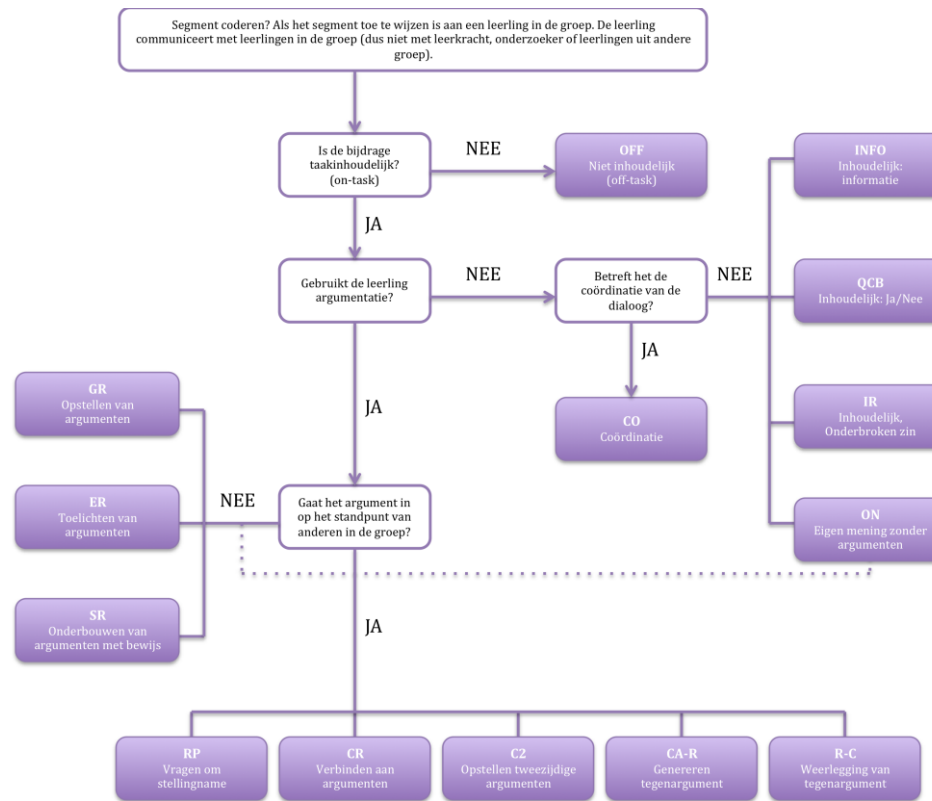 Segment coderen? Als het segment toe te wijzen is aan een leerling in de groep. De leerling
communiceert met leerlingen in de groep (dus niet met leerkracht, onderzoeker of leerlingen uit andere
groep).
Is de bijdrage
taakinhoudelijk?
(on-task)
NEE
OFF
Niet inhoudelijk
(off-task)
INFO
Inhoudelijk:
informatie
JA
Gebruikt de leerling
argumentatie?
NEE
Betreft het de
coördinatie van de
dialoog?
NEE
QCB
Inhoudelijk: Ja/Nee
JA
GR
Opstellen van
argumenten
JA
CO
Coördinatie
IR
Inhoudelijk,
Onderbroken zin
ER
Toelichten van
argumenten
NEE
Gaat het argument in
op het standpunt van
anderen in de groep?
ON
Eigen mening zonder
argumenten
SR
Onderbouwen van
argumenten met bewijs
JA
RP
Vragen om
stellingname
CR
Verbinden aan
argumenten
C2
Opstellen tweezijdige
argumenten
CA-R
Genereren
tegenargument
R-C
Weerlegging van
tegenargument